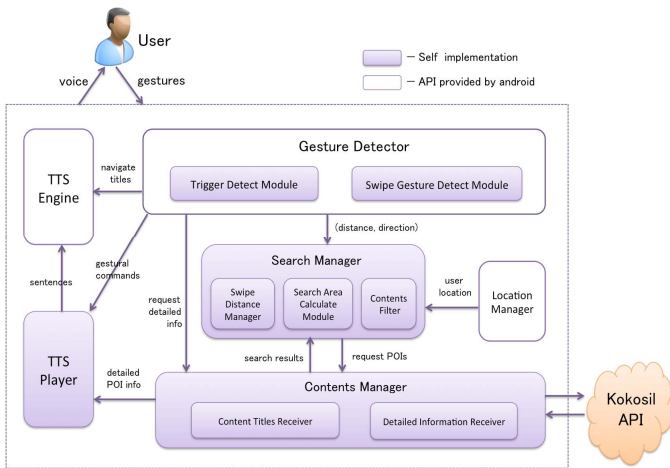 User
— Self implementation
— API provided by android
voice
gestures
Gesture Detector
Trigger Detect Module
Swipe Gesture Detect Module
TTS
Engine
navigate
titles
(distance, direction)
gestural
commands
sentences
request
detailed
info
Search Manager
Swipe
Distance
Manager
Search Area
Calculate
Module
Contents
Filter
user
location
Location
Manager
TTS
Player
detailed
POI info
search results
request POIs
Contents Manager
Content Titles Receiver
Detailed Information Receiver
Kokosil
API